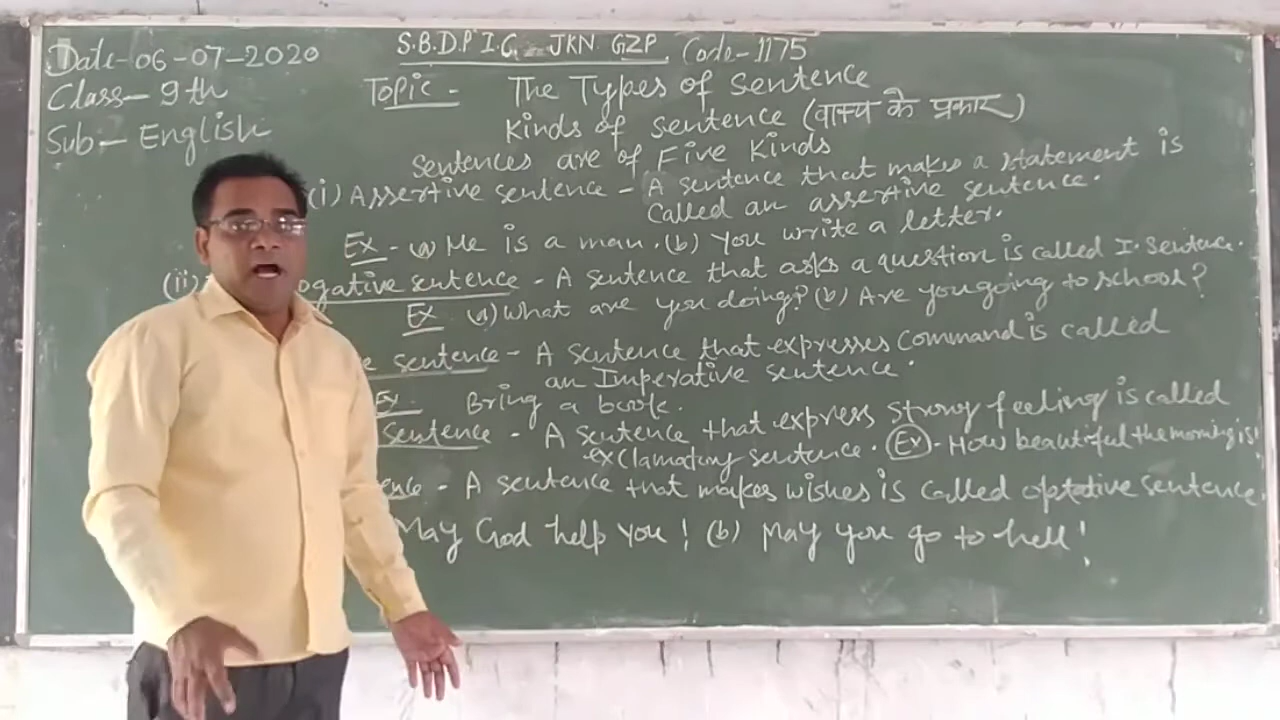 S.B.D.P I.C. JKN. GZP Code-1175
Date-06-07-2020
Class- 9th
Sub:- English
Topic- The Types of Sentence
Kinds of Sentence (वाक्य के प्रकार)
Sentences are of Five Kinds
(i) Assertive sentence - A sentence that makes a statement is
called an assertive sentence.
Ex - (a) He is a man. (b) You write a letter.
(ii) ogative sentence - A sentence that asks a question is called I. sentence.
Ex (a) What are you doing? (b) Are you going to school?
e sentence - A sentence that expresses command is called
an Imperative sentence.
Ex. Bring a book.
sentence - A sentence that express strong feeling is called
exclamatory sentence. Ex - How beautiful the morning is!
ence - A sentence that makes wishes is called optative sentence.
May God help you! (b) May you go to hell!